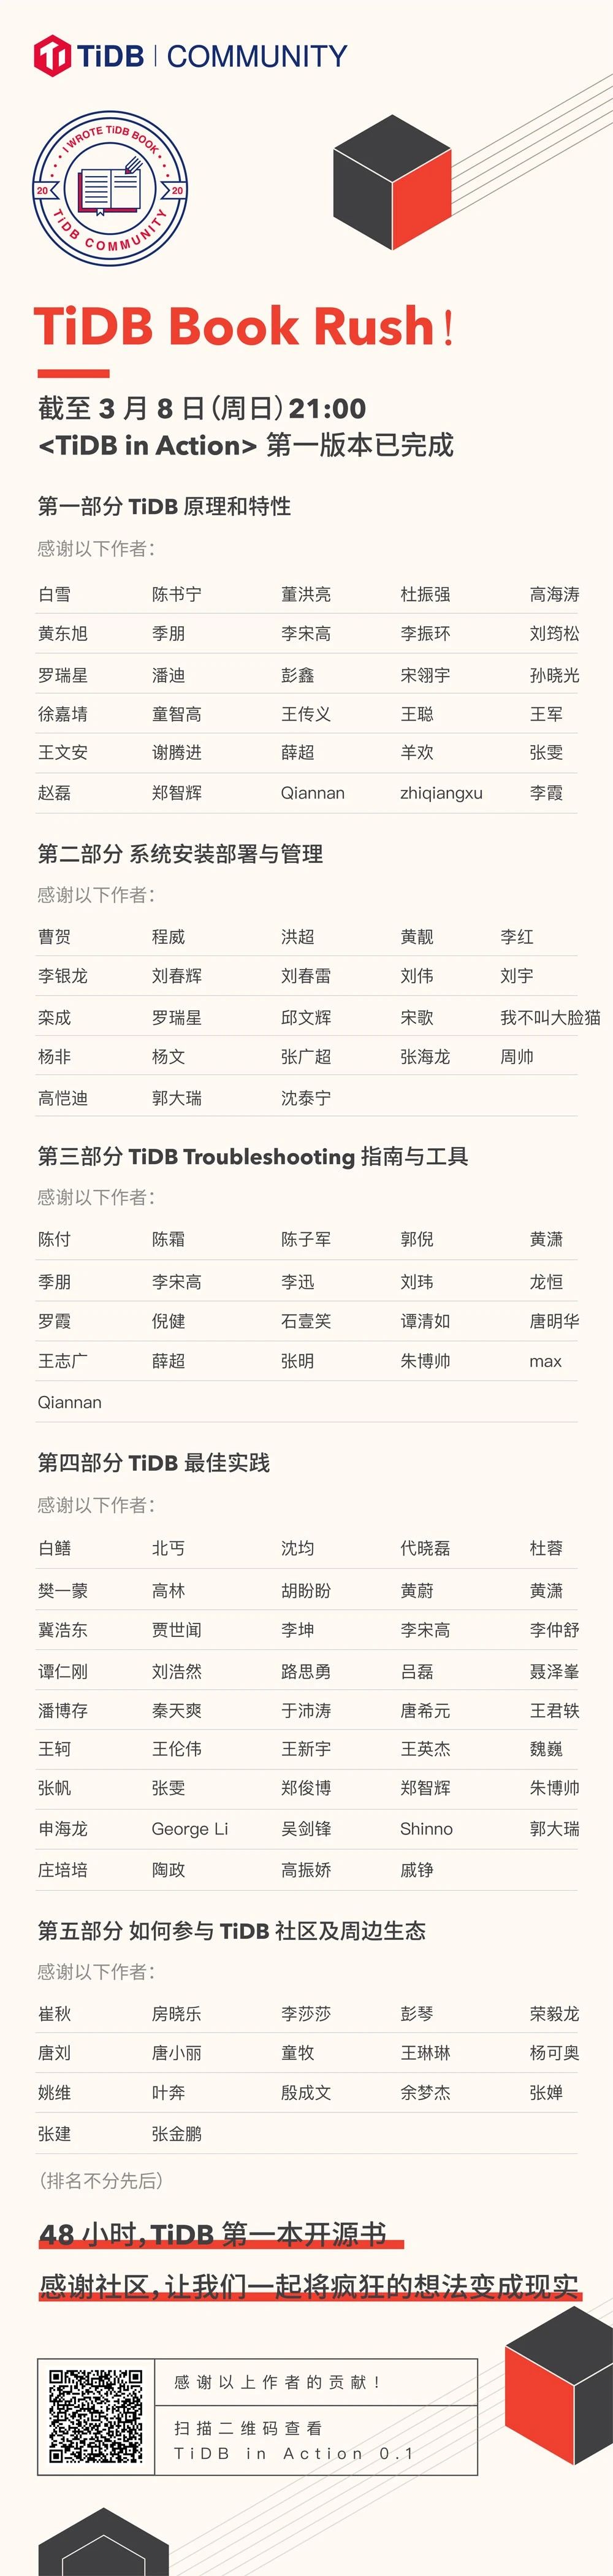 TiDB | COMMUNITY
I WROTE TiDB BOOK
20 20
TiDB COMMUNITY
TiDB Book Rush!
截至 3 月 8 日(周日)21:00
<TiDB in Action> 第一版本已完成
第一部分 TiDB 原理和特性
感谢以下作者:
白雪 陈书宁 董洪亮 杜振强 高海涛
黄东旭 季朋 李宋高 李振环 刘筠松
罗瑞星 潘迪 彭鑫 宋翎宇 孙晓光
徐嘉埥 童智高 王传义 王聪 王军
王文安 谢腾进 薛超 羊欢 张雯
赵磊 郑智辉 Qiannan zhiqiangxu 李霞
第二部分 系统安装部署与管理
感谢以下作者:
曹贺 程威 洪超 黄靓 李红
李银龙 刘春辉 刘春雷 刘伟 刘宇
栾成 罗瑞星 邱文辉 宋歌 我不叫大脸猫
杨非 杨文 张广超 张海龙 周帅
高恺迪 郭大瑞 沈泰宁
第三部分 TiDB Troubleshooting 指南与工具
感谢以下作者:
陈付 陈霜 陈子军 郭倪 黄潇
季朋 李宋高 李迅 刘玮 龙恒
罗霞 倪健 石壹笑 谭清如 唐明华
王志广 薛超 张明 朱博帅 max
Qiannan
第四部分 TiDB 最佳实践
感谢以下作者:
白鳝 北丐 沈均 代晓磊 杜蓉
樊一蒙 高林 胡盼盼 黄蔚 黄潇
冀浩东 贾世闻 李坤 李宋高 李仲舒
谭仁刚 刘浩然 路思勇 吕磊 聂泽峯
潘博存 秦天爽 于沛涛 唐希元 王君轶
王轲 王伦伟 王新宇 王英杰 魏巍
张帆 张雯 郑俊博 郑智辉 朱博帅
申海龙 George Li 吴剑锋 Shinno 郭大瑞
庄培培 陶政 高振娇 戚铮
第五部分 如何参与 TiDB 社区及周边生态
感谢以下作者:
崔秋 房晓乐 李莎莎 彭琴 荣毅龙
唐刘 唐小丽 童牧 王琳琳 杨可奥
姚维 叶奔 殷成文 余梦杰 张婵
张建 张金鹏
(排名不分先后)
48 小时,TiDB 第一本开源书
感谢社区,让我们一起将疯狂的想法变成现实
感谢以上作者的贡献!
扫描二维码查看
TiDB in Action 0.1